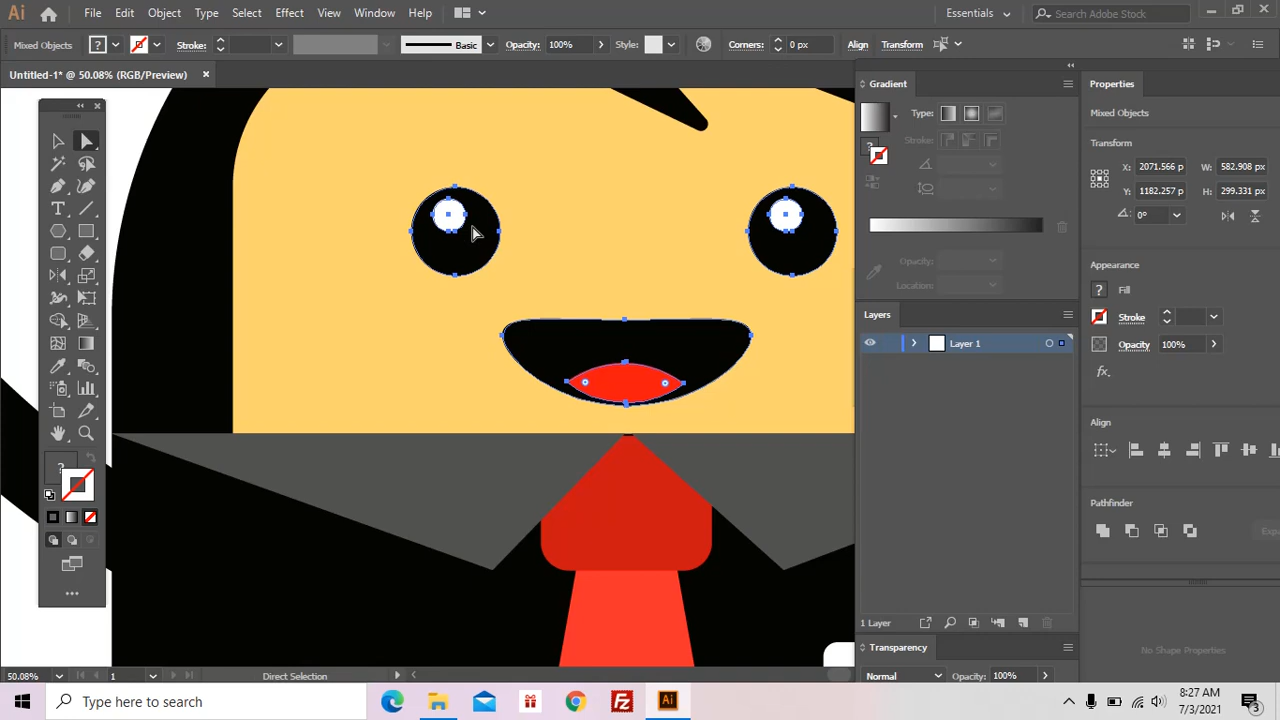 Ai File Edit Object Type Select Effect View Window Help Essentials Search Adobe Stock
Mixed Objects ? Stroke: Basic Opacity: 100% Style: Corners: 0 px Align Transform
Untitled-1* @ 50.08% (RGB/Preview)
Gradient
Type:
Stroke:
Opacity:
Location:
Layers
Layer 1
1 Layer
Transparency
Normal Opacity: 100%
Properties
Mixed Objects
Transform
X: 2071.566 p W: 582.908 px
Y: 1182.257 p H: 299.331 px
0°
Appearance
? Fill
Stroke
Opacity 100%
fx.
Align
Pathfinder
Expa
No Shape Properties
?
50.08% 1 Direct Selection
Type here to search
8:27 AM
7/3/2021
3